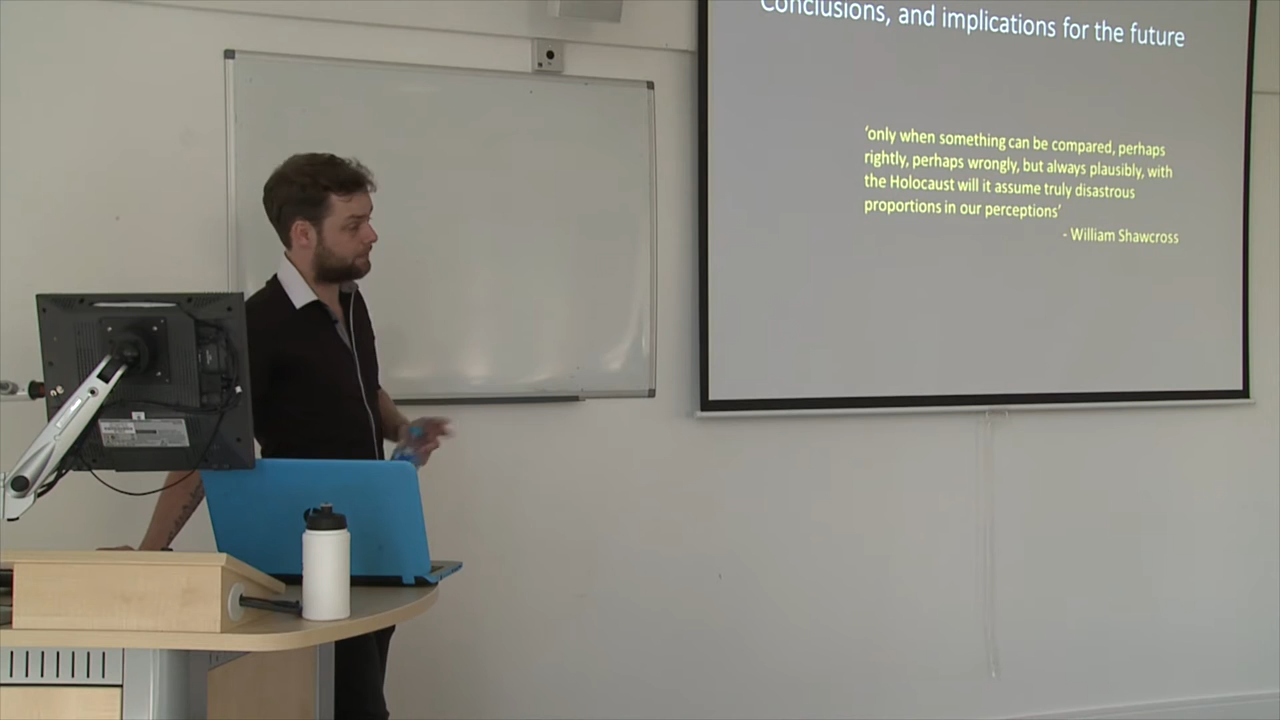 Conclusions, and implications for the future
‘only when something can be compared, perhaps
rightly, perhaps wrongly, but always plausibly, with
the Holocaust will it assume truly disastrous
proportions in our perceptions’
- William Shawcross